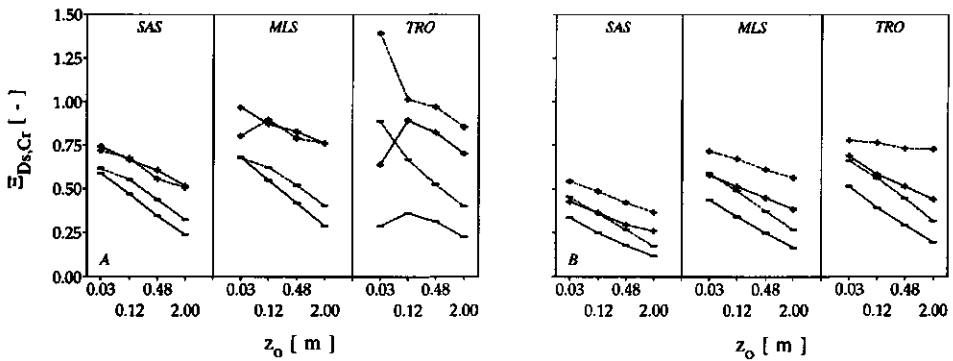 SAS MLS TRO SAS MLS TRO
1.50
1.25
1.00
0.75
0.50
0.25
0.00
Ξ_Ds,Cr [ - ]
A B
0.03 0.48 0.03 0.48 0.03 0.48 0.03 0.48 0.03 0.48 0.03 0.48
0.12 2.00 0.12 2.00 0.12 2.00 0.12 2.00 0.12 2.00 0.12 2.00
z_o [ m ] z_o [ m ]